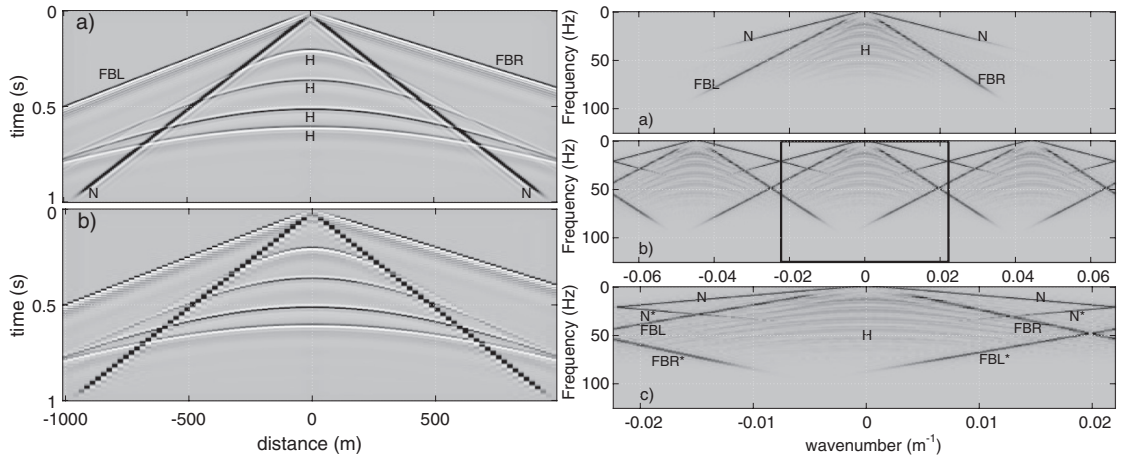 a)
0
FBL
FBR
H
H
H
H
N
N
0.5
1
time (s)
b)
0
0.5
1
time (s)
-1000
-500
0
500
distance (m)
0
50
100
Frequency (Hz)
N
N
H
FBL
FBR
a)
0
50
100
Frequency (Hz)
b)
-0.06
-0.04
-0.02
0
0.02
0.04
0.06
0
50
100
Frequency (Hz)
N
N
N*
N*
FBL
FBR
H
FBR*
FBL*
c)
-0.02
-0.01
0
0.01
0.02
wavenumber (m-1)